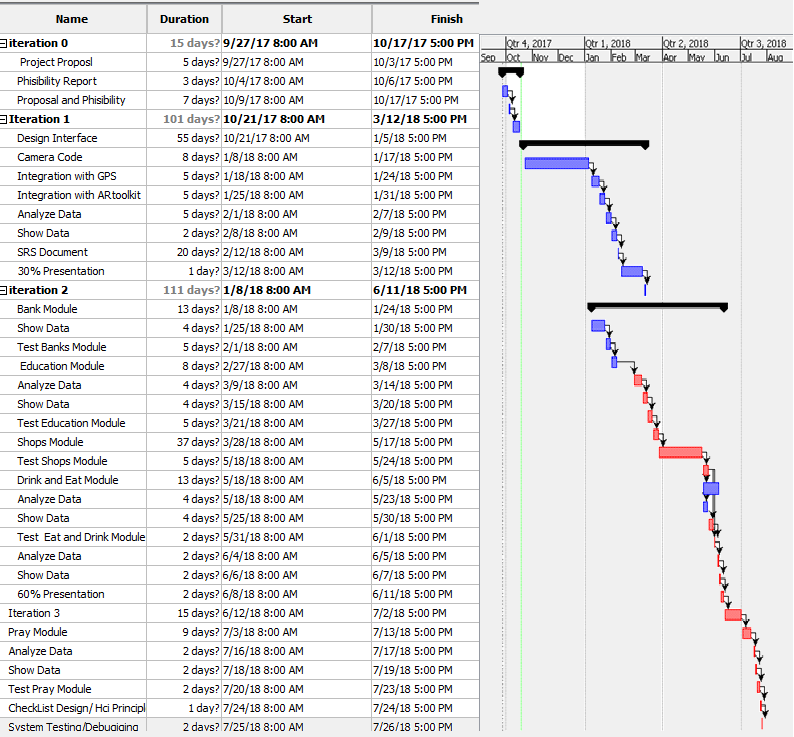 Name Duration Start Finish
Qtr 4, 2017 Qtr 1, 2018 Qtr 2, 2018 Qtr 3, 2018
Sep Oct Nov Dec Jan Feb Mar Apr May Jun Jul Aug
iteration 0 15 days? 9/27/17 8:00 AM 10/17/17 5:00 PM
Project Proposl 5 days? 9/27/17 8:00 AM 10/3/17 5:00 PM
Phisibility Report 3 days? 10/4/17 8:00 AM 10/6/17 5:00 PM
Proposal and Phisibility 7 days? 10/9/17 8:00 AM 10/17/17 5:00 PM
Iteration 1 101 days? 10/21/17 8:00 AM 3/12/18 5:00 PM
Design Interface 55 days? 10/21/17 8:00 AM 1/5/18 5:00 PM
Camera Code 8 days? 1/8/18 8:00 AM 1/17/18 5:00 PM
Integration with GPS 5 days? 1/18/18 8:00 AM 1/24/18 5:00 PM
Integration with ARtoolkit 5 days? 1/25/18 8:00 AM 1/31/18 5:00 PM
Analyze Data 5 days? 2/1/18 8:00 AM 2/7/18 5:00 PM
Show Data 2 days? 2/8/18 8:00 AM 2/9/18 5:00 PM
SRS Document 20 days? 2/12/18 8:00 AM 3/9/18 5:00 PM
30% Presentation 1 day? 3/12/18 8:00 AM 3/12/18 5:00 PM
iteration 2 111 days? 1/8/18 8:00 AM 6/11/18 5:00 PM
Bank Module 13 days? 1/8/18 8:00 AM 1/24/18 5:00 PM
Show Data 4 days? 1/25/18 8:00 AM 1/30/18 5:00 PM
Test Banks Module 5 days? 2/1/18 8:00 AM 2/7/18 5:00 PM
Education Module 8 days? 2/27/18 8:00 AM 3/8/18 5:00 PM
Analyze Data 4 days? 3/9/18 8:00 AM 3/14/18 5:00 PM
Show Data 4 days? 3/15/18 8:00 AM 3/20/18 5:00 PM
Test Education Module 5 days? 3/21/18 8:00 AM 3/27/18 5:00 PM
Shops Module 37 days? 3/28/18 8:00 AM 5/17/18 5:00 PM
Test Shops Module 5 days? 5/18/18 8:00 AM 5/24/18 5:00 PM
Drink and Eat Module 13 days? 5/18/18 8:00 AM 6/5/18 5:00 PM
Analyze Data 4 days? 5/18/18 8:00 AM 5/23/18 5:00 PM
Show Data 4 days? 5/25/18 8:00 AM 5/30/18 5:00 PM
Test Eat and Drink Module 2 days? 5/31/18 8:00 AM 6/1/18 5:00 PM
Analyze Data 2 days? 6/4/18 8:00 AM 6/5/18 5:00 PM
Show Data 2 days? 6/6/18 8:00 AM 6/7/18 5:00 PM
60% Presentation 2 days? 6/8/18 8:00 AM 6/11/18 5:00 PM
Iteration 3 15 days? 6/12/18 8:00 AM 7/2/18 5:00 PM
Pray Module 9 days? 7/3/18 8:00 AM 7/13/18 5:00 PM
Analyze Data 2 days? 7/16/18 8:00 AM 7/17/18 5:00 PM
Show Data 2 days? 7/18/18 8:00 AM 7/19/18 5:00 PM
Test Pray Module 2 days? 7/20/18 8:00 AM 7/23/18 5:00 PM
CheckList Design/ Hci Principl 1 day? 7/24/18 8:00 AM 7/24/18 5:00 PM
System Testing/Debugiging 2 days? 7/25/18 8:00 AM 7/26/18 5:00 PM